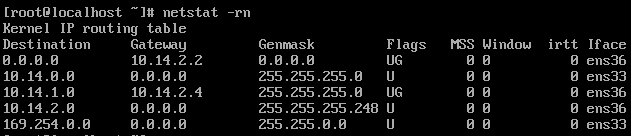 [root@localhost ~]# netstat -rn
Kernel IP routing table
Destination     Gateway         Genmask         Flags   MSS Window  irtt Iface
0.0.0.0         10.14.2.2       0.0.0.0         UG        0 0          0 ens36
10.14.0.0       0.0.0.0         255.255.255.0   U         0 0          0 ens33
10.14.1.0       10.14.2.4       255.255.255.0   UG        0 0          0 ens36
10.14.2.0       0.0.0.0         255.255.255.248 U         0 0          0 ens36
169.254.0.0     0.0.0.0         255.255.0.0     U         0 0          0 ens33